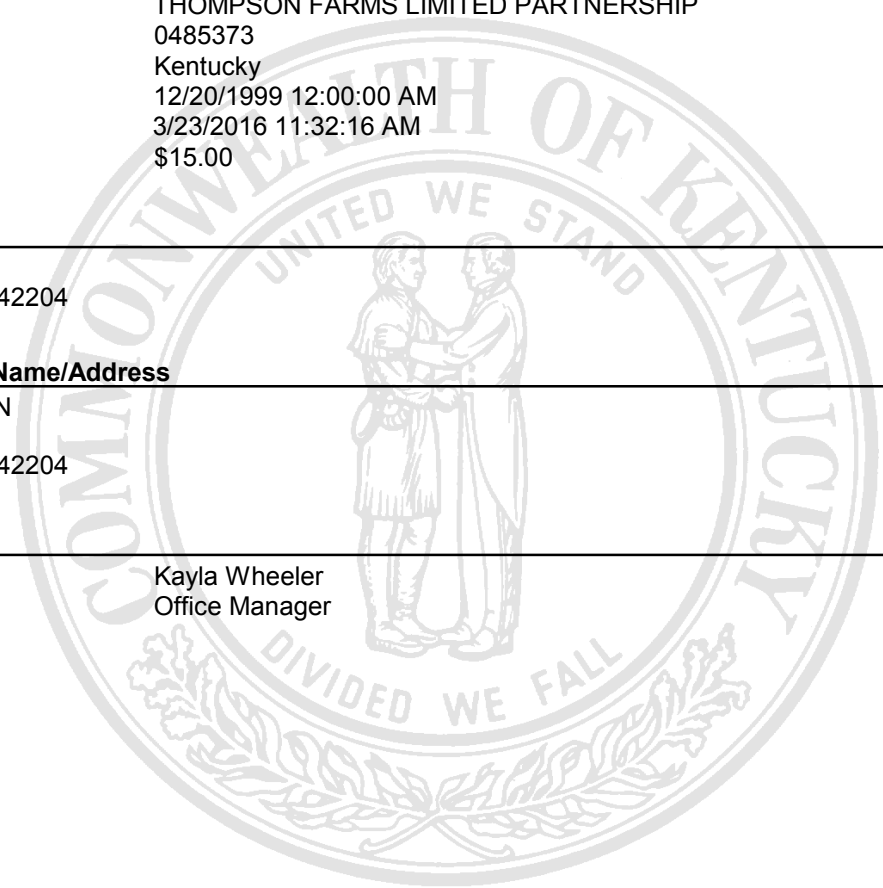 THOMPSON FARMS LIMITED PARTNERSHIP
0485373
Kentucky
12/20/1999 12:00:00 AM
3/23/2016 11:32:16 AM
$15.00
42204
Name/Address
N
42204
Kayla Wheeler
Office Manager
COMMONWEALTH OF KENTUCKY
UNITED WE STAND
DIVIDED WE FALL